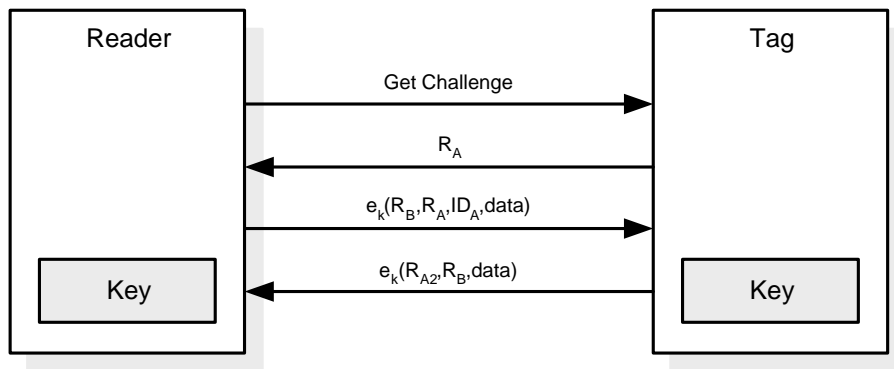 Reader
Tag
Get Challenge
R_A
e_k(R_B,R_A,ID_A,data)
e_k(R_A2,R_B,data)
Key
Key